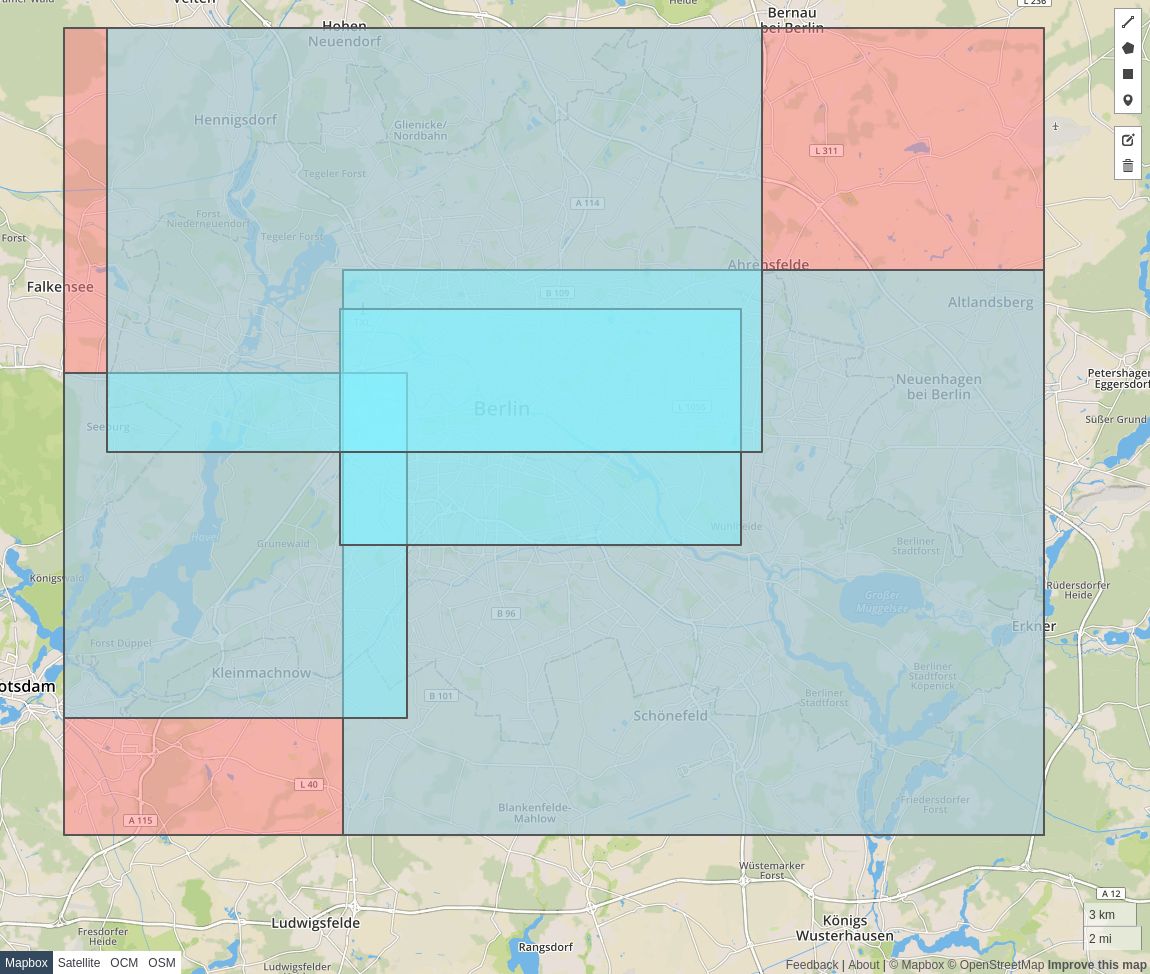 Velten
Heide
L 236
Hohen
Neuendorf
Bernau
bei Berlin
Hennigsdorf
Glienicke/
Nordbahn
L 311
Tegeler Forst
A 114
Forst
Niederneuendorf
Tegeler Forst
Forst
Ahrensfelde
Falkensee
B 109
Altlandsberg
TXL
Petershagen
Eggersdorf
Neuenhagen
bei Berlin
Berlin
L 1056
Süßer Grund
Seeburg
Wuhlheide
Havel
Grunewald
Berliner
Stadtforst
Königswald
Rüdersdorfer
Heide
Großer
Müggelsee
B 96
Erkner
Forst Düppel
Kleinmachnow
Berliner
Stadtforst
Köpenick
otsdam
B 101
Berliner
Stadtforst
Schönefeld
L 40
Blankenfelde-
Mahlow
Friedersdorfer
Forst
A 115
Wüstemarker
Forst
A 12
3 km
Ludwigsfelde
Königs
Wusterhausen
Fresdorfer
Heide
2 mi
Rangsdorf
Mapbox Satellite OCM OSM
Ludwigsfelder
Feedback | About | © Mapbox © OpenStreetMap Improve this map